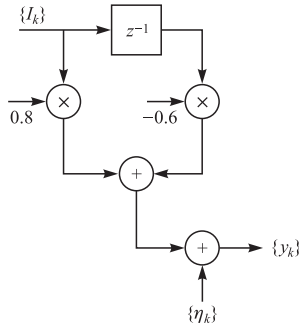 {I_k}
z⁻¹
× ×
0.8 −0.6
+
+ {y_k}
{η_k}